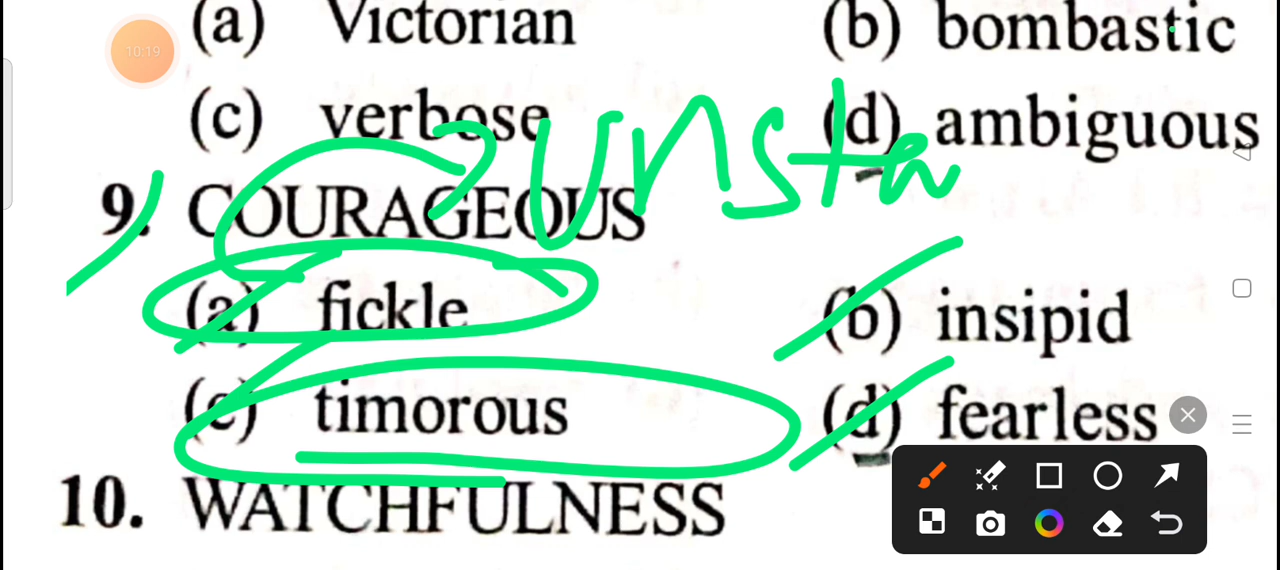 10:19
(a) Victorian (b) bombastic
(c) verbose (d) ambiguous
unsta
9. COURAGEOUS
(a) fickle (b) insipid
(c) timorous (d) fearless
10. WATCHFULNESS